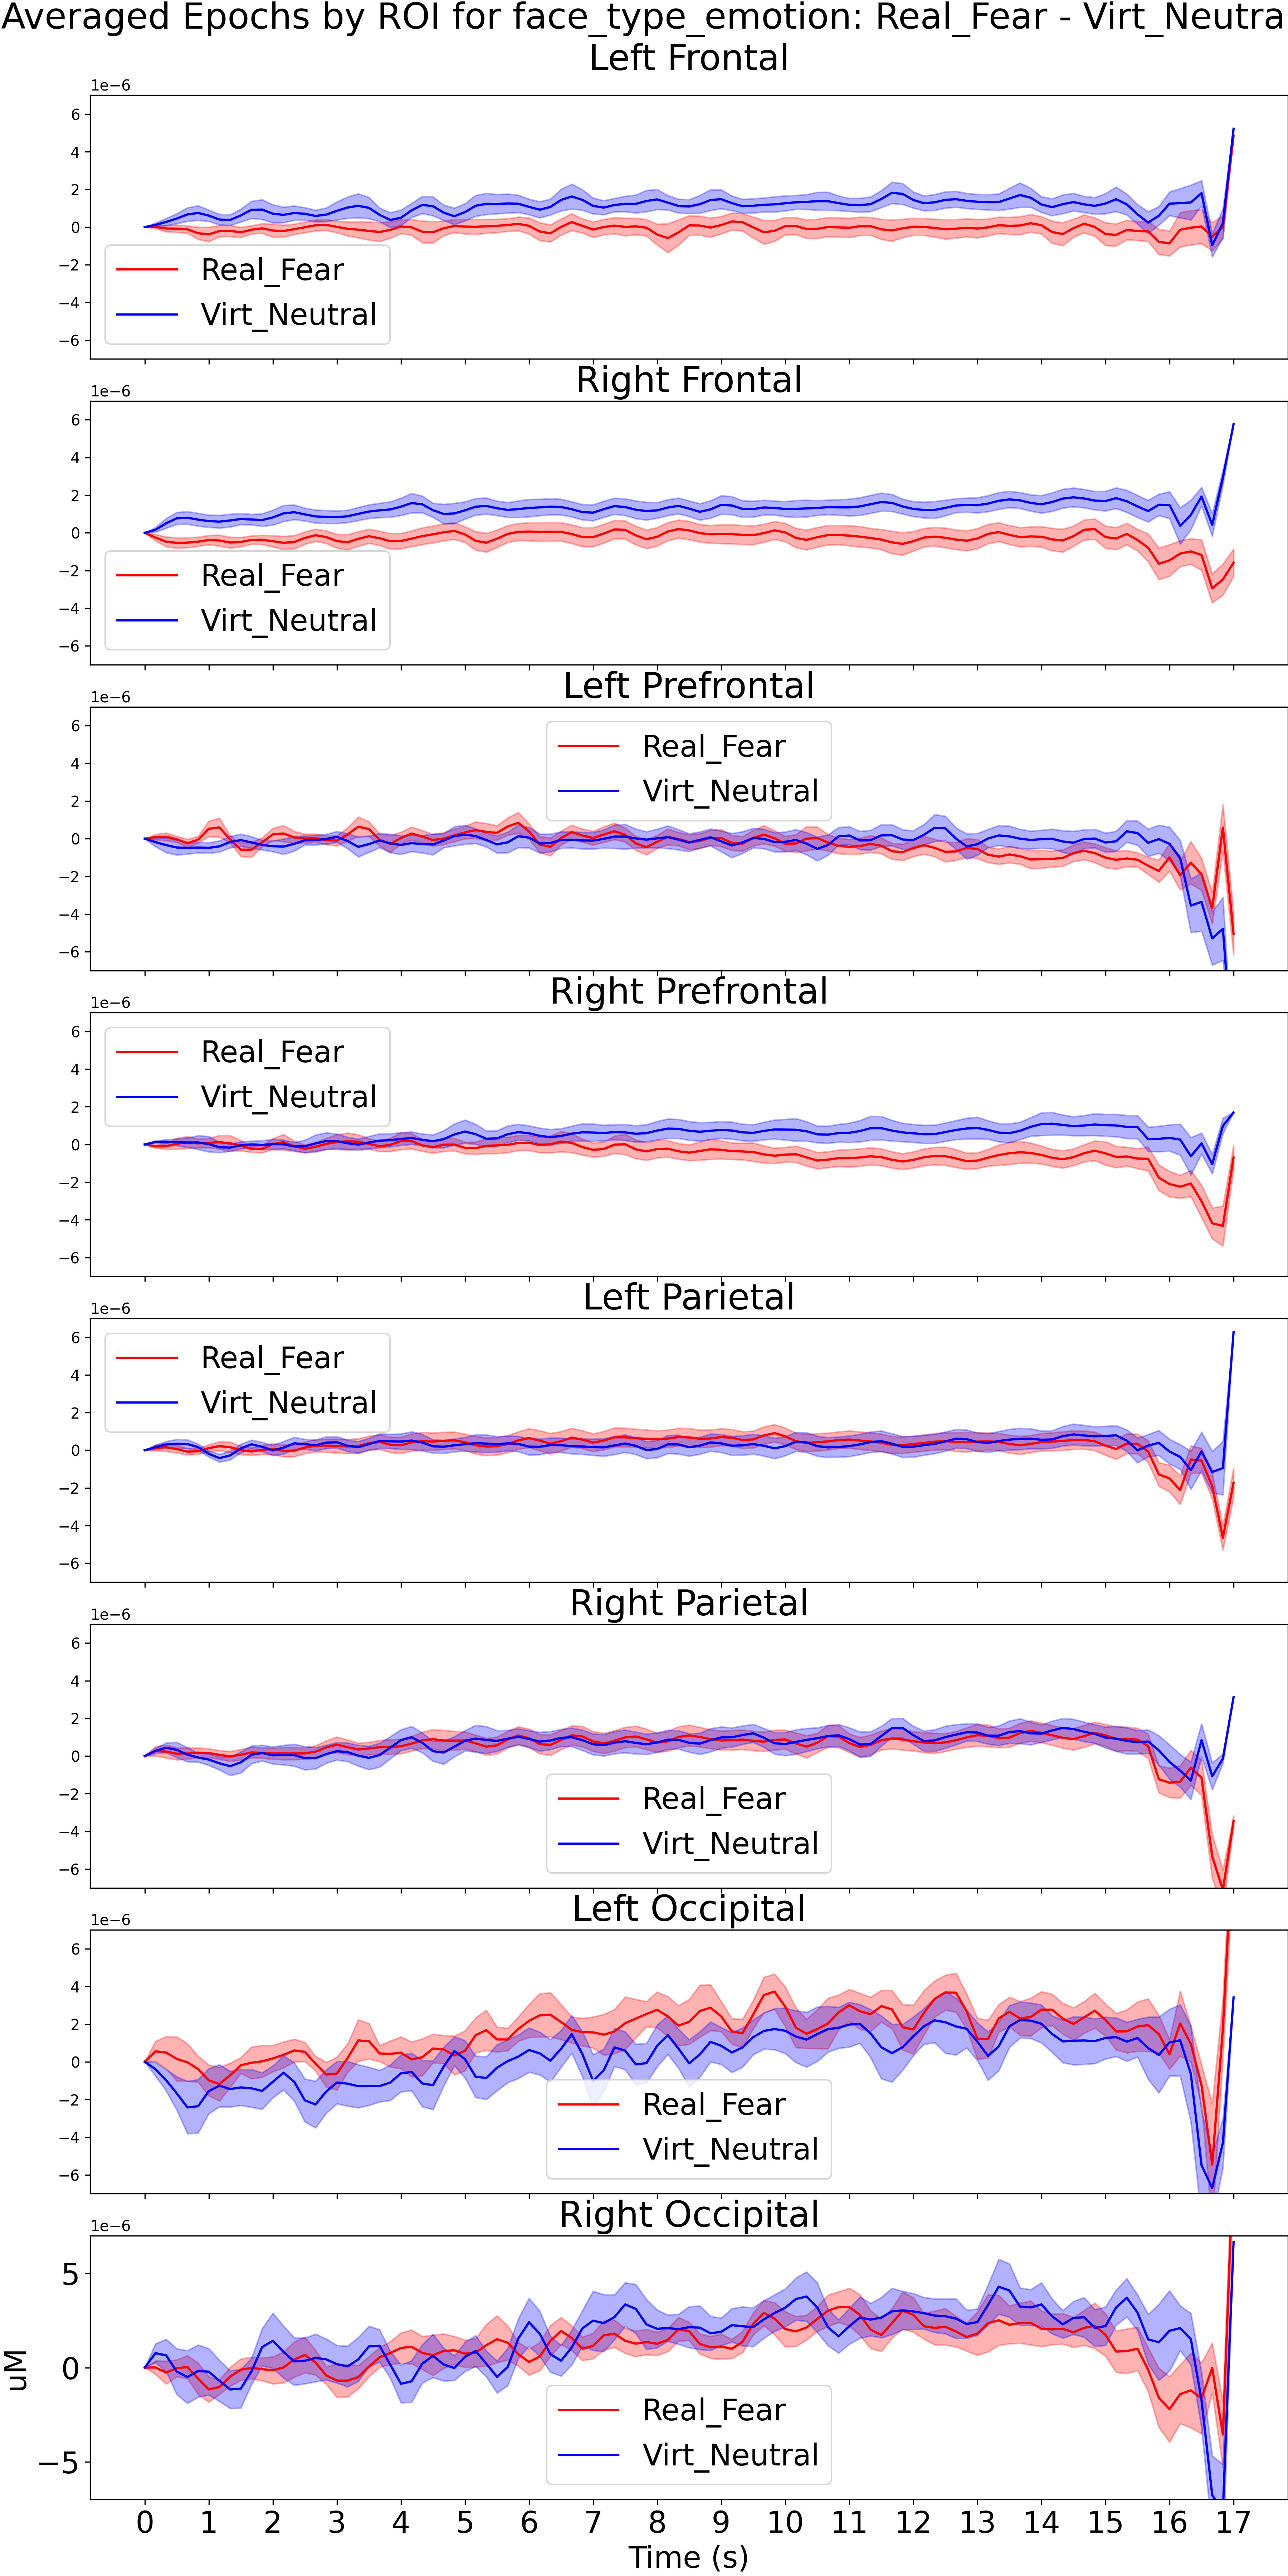 Averaged Epochs by ROI for face_type_emotion: Real_Fear - Virt_Neutra
Left Frontal
1e−6
6
4
2
0
−2
−4
−6
Real_Fear
Virt_Neutral
Right Frontal
1e−6
6
4
2
0
−2
−4
−6
Real_Fear
Virt_Neutral
Left Prefrontal
1e−6
6
4
2
0
−2
−4
−6
Real_Fear
Virt_Neutral
Right Prefrontal
1e−6
6
4
2
0
−2
−4
−6
Real_Fear
Virt_Neutral
Left Parietal
1e−6
6
4
2
0
−2
−4
−6
Real_Fear
Virt_Neutral
Right Parietal
1e−6
6
4
2
0
−2
−4
−6
Real_Fear
Virt_Neutral
Left Occipital
1e−6
6
4
2
0
−2
−4
−6
Real_Fear
Virt_Neutral
Right Occipital
1e−6
5
0
−5
uM
Real_Fear
Virt_Neutral
0 1 2 3 4 5 6 7 8 9 10 11 12 13 14 15 16 17
Time (s)